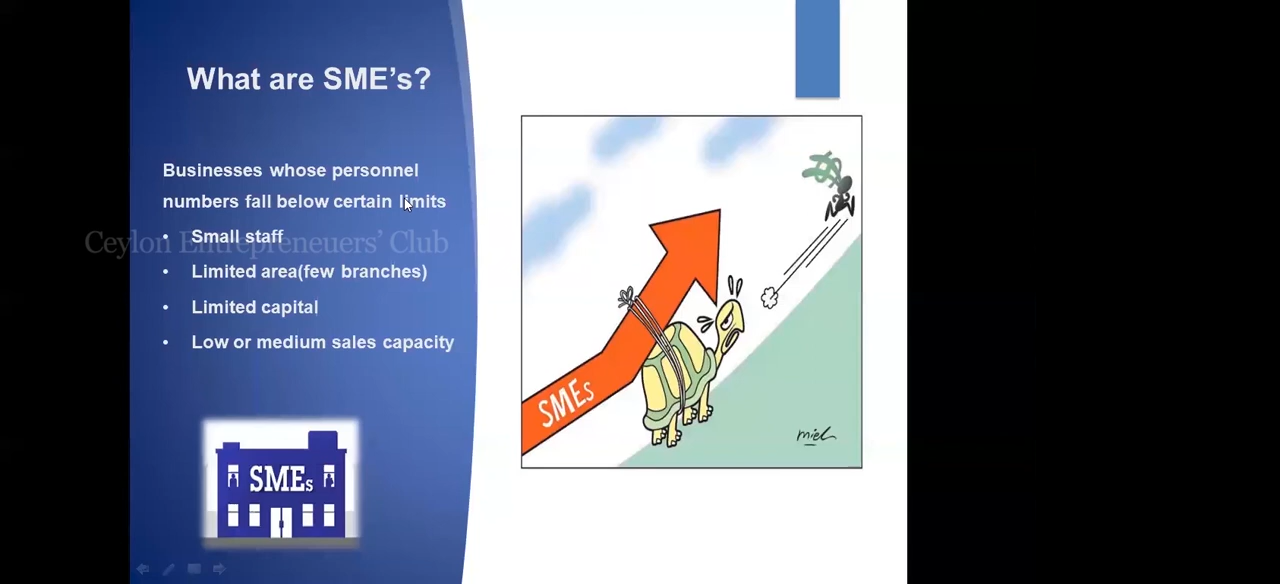 What are SME’s?
Businesses whose personnel
numbers fall below certain limits
Ceylon Entrepreneuers’ Club
• Small staff
• Limited area(few branches)
• Limited capital
• Low or medium sales capacity
SMEs
SMEs
miel